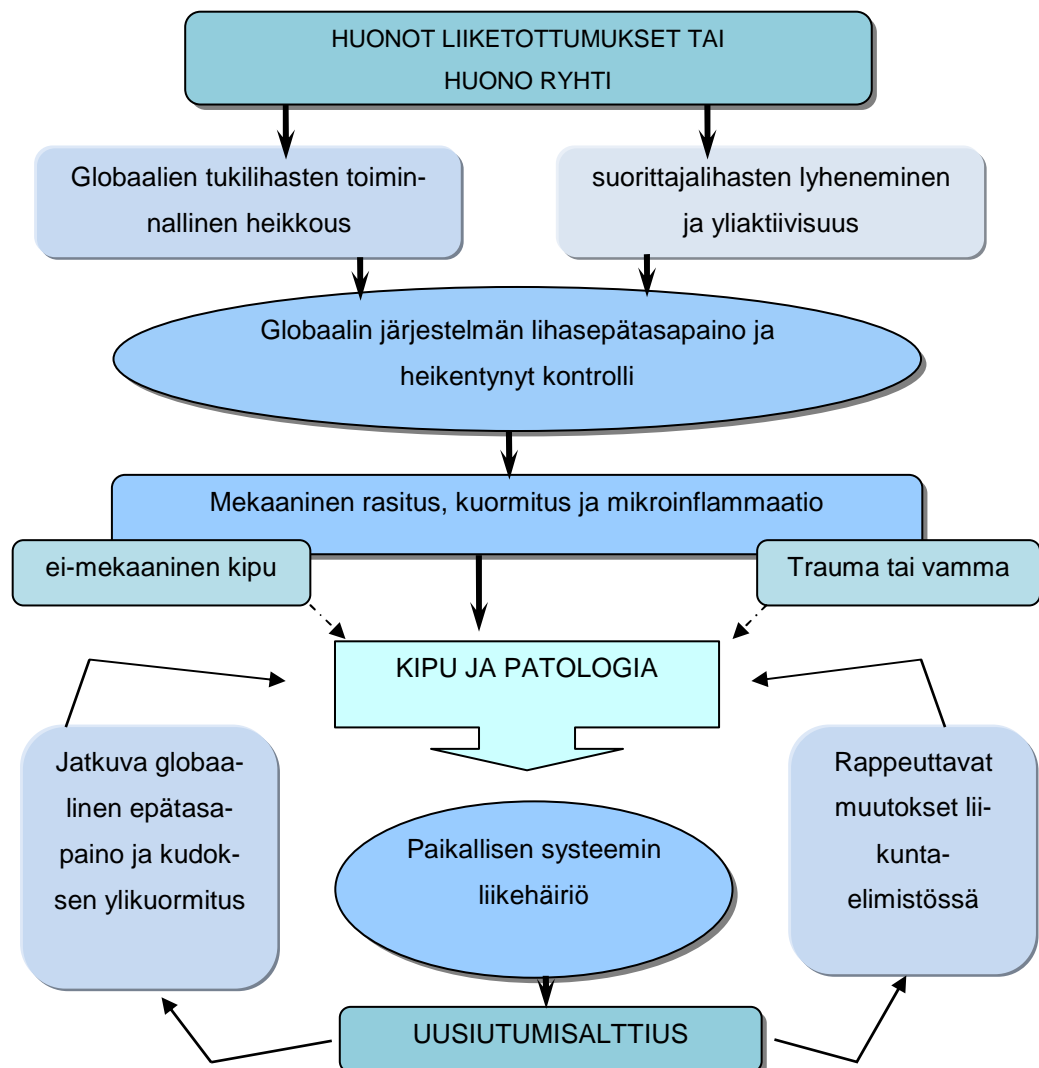 HUONOT LIIKETOTTUMUKSET TAI
HUONO RYHTI
Globaalien tukilihasten toimin-
nallinen heikkous
suorittajalihasten lyheneminen
ja yliaktiivisuus
Globaalin järjestelmän lihasepätasapaino ja
heikentynyt kontrolli
Mekaaninen rasitus, kuormitus ja mikroinflammaatio
ei-mekaaninen kipu
Trauma tai vamma
KIPU JA PATOLOGIA
Jatkuva globaa-
linen epätasa-
paino ja kudok-
sen ylikuormitus
Paikallisen systeemin
liikehäiriö
Rappeuttavat
muutokset lii-
kunta-
elimistössä
UUSIUTUMISALTTIUS